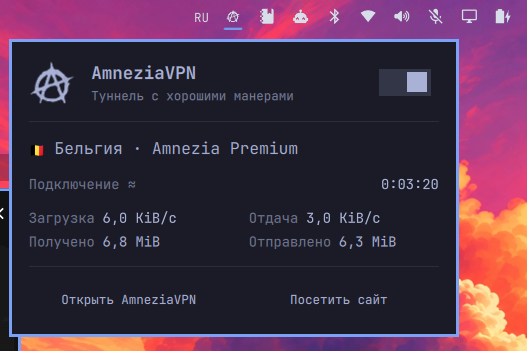 RU
AmneziaVPN
Туннель с хорошими манерами
Бельгия · Amnezia Premium
Подключение ≈ 0:03:20
Загрузка 6,0 KiB/с Отдача 3,0 KiB/с
Получено 6,8 MiB Отправлено 6,3 MiB
Открыть AmneziaVPN Посетить сайт